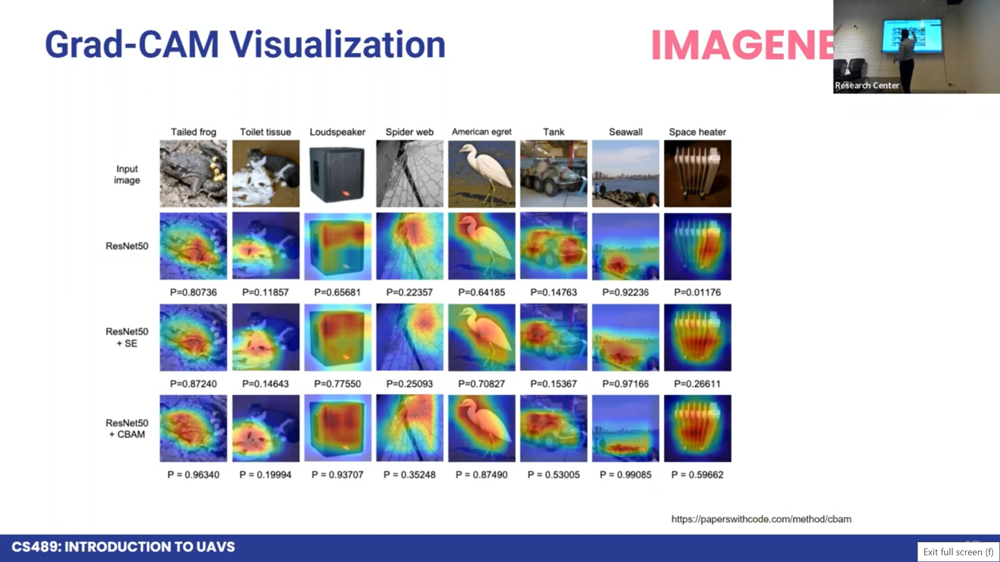 Grad-CAM Visualization
IMAGENE
Research Center
Tailed frog Toilet tissue Loudspeaker Spider web American egret Tank Seawall Space heater
Input
image
ResNet50
P=0.80736 P=0.11857 P=0.65681 P=0.22357 P=0.64185 P=0.14763 P=0.92236 P=0.01176
ResNet50
+ SE
P=0.87240 P=0.14643 P=0.77550 P=0.25093 P=0.70827 P=0.15367 P=0.97166 P=0.26611
ResNet50
+ CBAM
P = 0.96340 P = 0.19994 P = 0.93707 P = 0.35248 P = 0.87490 P = 0.53005 P = 0.99085 P = 0.59662
https://paperswithcode.com/method/cbam
CS489: INTRODUCTION TO UAVS
Exit full screen (f)